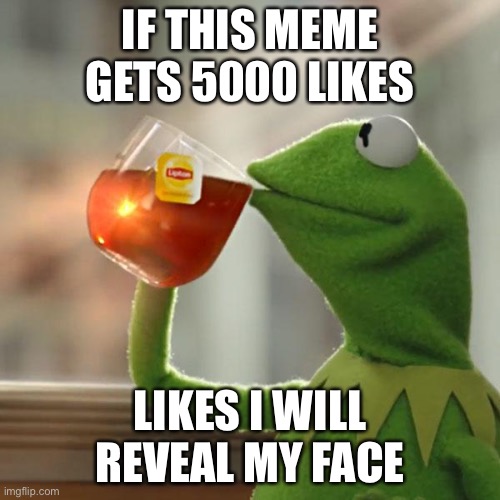 IF THIS MEME
GETS 5000 LIKES
Lipton
LIKES I WILL
REVEAL MY FACE
imgflip.com